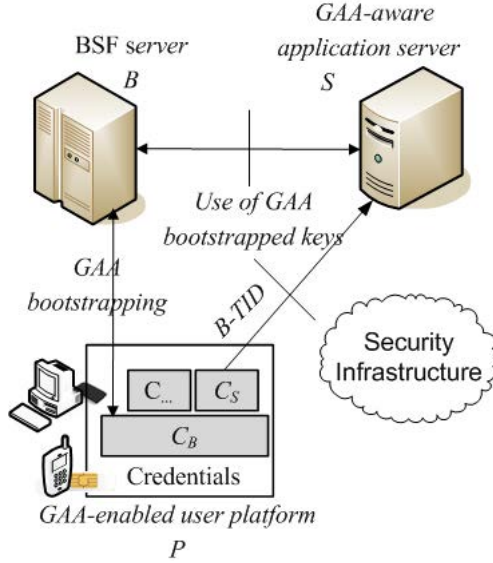 BSF server
B
GAA-aware
application server
S
Use of GAA
bootstrapped keys
GAA
bootstrapping
B-TID
Security
Infrastructure
C...
CS
CB
Credentials
GAA-enabled user platform
P